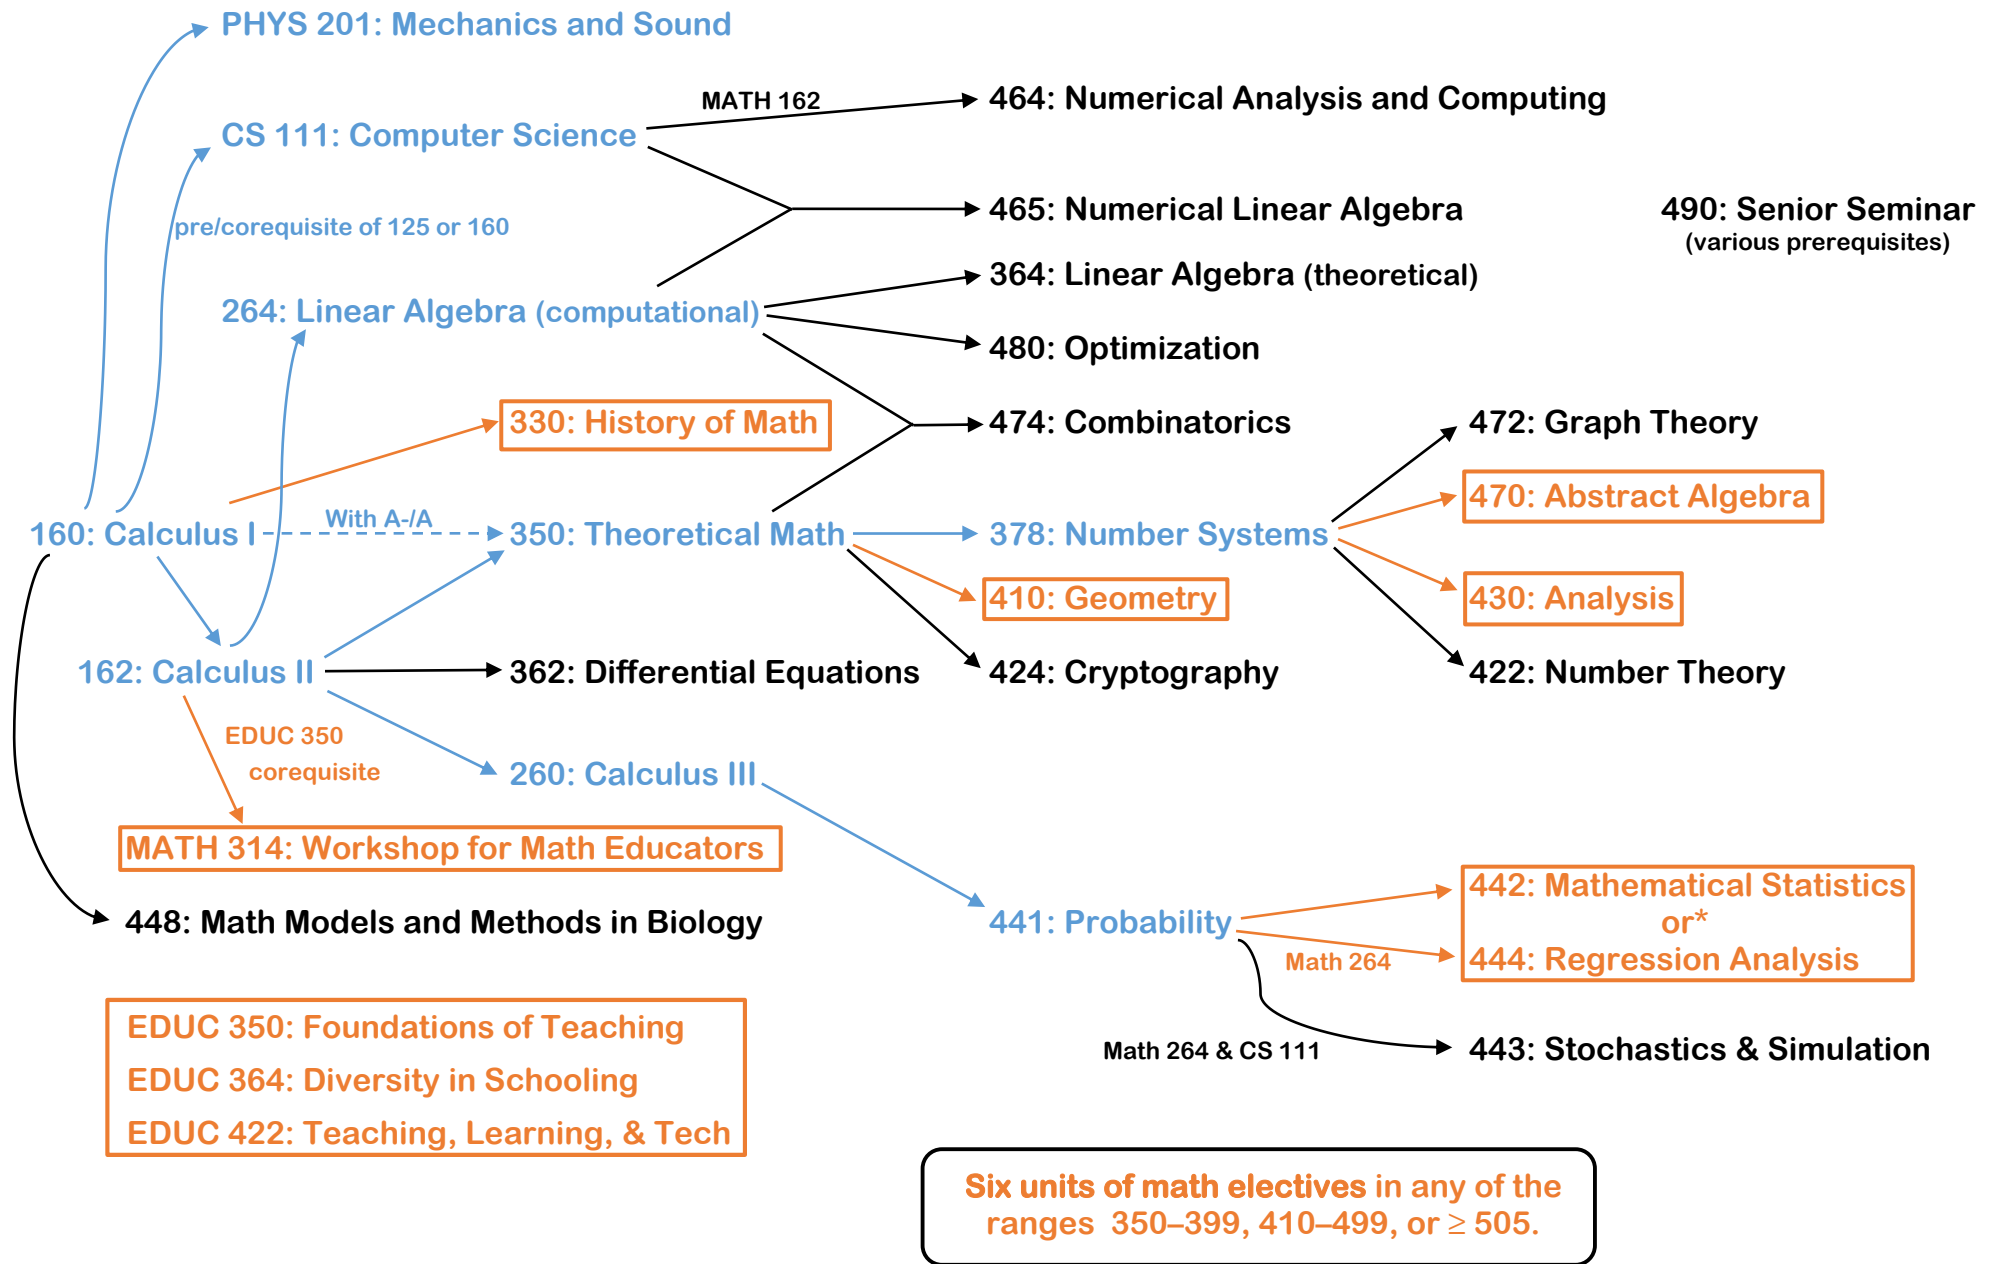 PHYS 201: Mechanics and Sound
MATH 162
464: Numerical Analysis and Computing
CS 111: Computer Science
pre/corequisite of 125 or 160
465: Numerical Linear Algebra
490: Senior Seminar
(various prerequisites)
364: Linear Algebra (theoretical)
264: Linear Algebra (computational)
480: Optimization
330: History of Math
474: Combinatorics
472: Graph Theory
470: Abstract Algebra
160: Calculus I
With A-/A
350: Theoretical Math
378: Number Systems
410: Geometry
430: Analysis
162: Calculus II
362: Differential Equations
424: Cryptography
422: Number Theory
EDUC 350
corequisite
260: Calculus III
MATH 314: Workshop for Math Educators
442: Mathematical Statistics
or*
444: Regression Analysis
448: Math Models and Methods in Biology
441: Probability
Math 264
EDUC 350: Foundations of Teaching
EDUC 364: Diversity in Schooling
EDUC 422: Teaching, Learning, & Tech
Math 264 & CS 111
443: Stochastics & Simulation
Six units of math electives in any of the
ranges 350–399, 410–499, or ≥ 505.